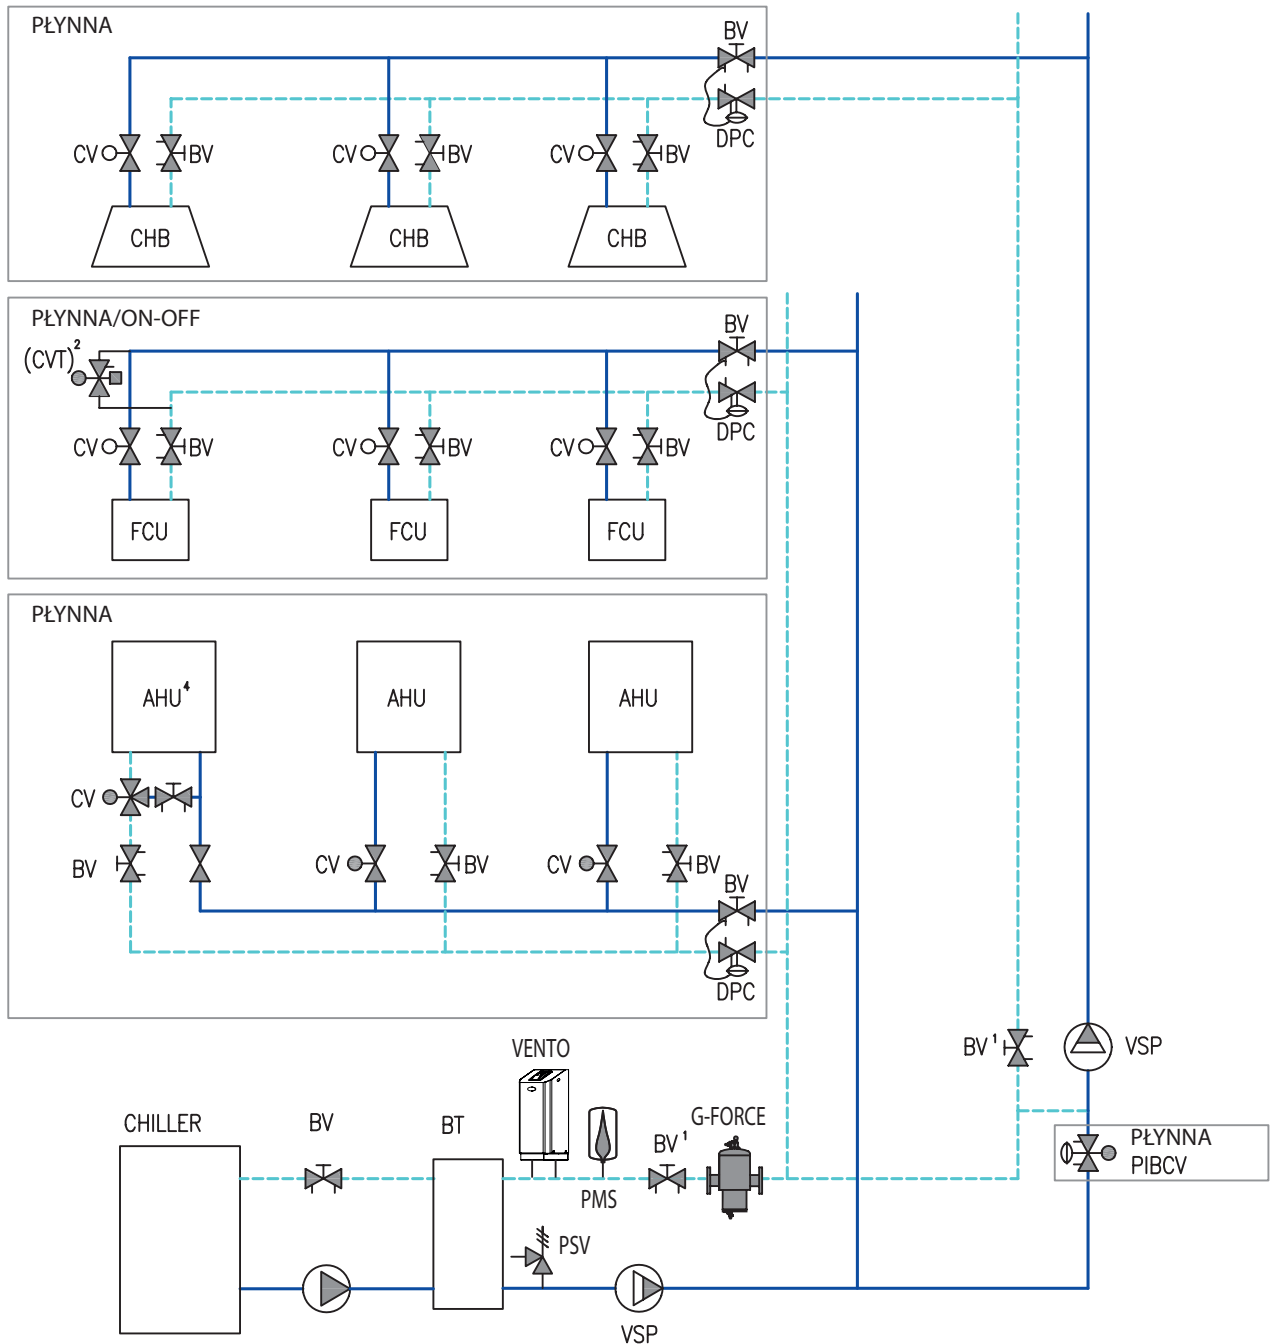 PŁYNNA
BV
DPC
CV
BV
CV
BV
CV
BV
CHB
CHB
CHB
PŁYNNA/ON-OFF
BV
(CVT)²
DPC
CV
BV
CV
BV
CV
BV
FCU
FCU
FCU
PŁYNNA
AHU⁴
AHU
AHU
CV
BV
CV
BV
CV
BV
BV
DPC
BV¹
VSP
VENTO
CHILLER
BV
BT
G-FORCE
BV¹
PŁYNNA
PIBCV
PMS
PSV
VSP